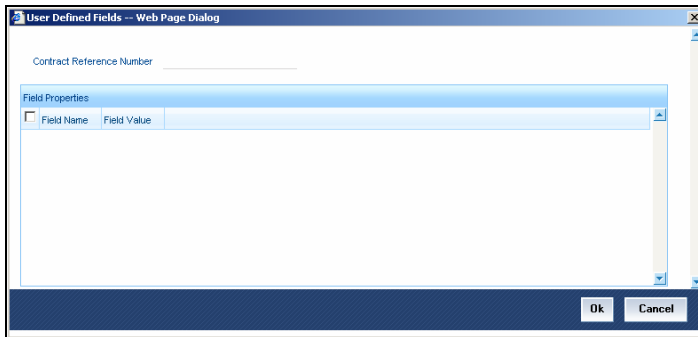 User Defined Fields -- Web Page Dialog
Contract Reference Number
Field Properties
Field Name Field Value
Ok Cancel